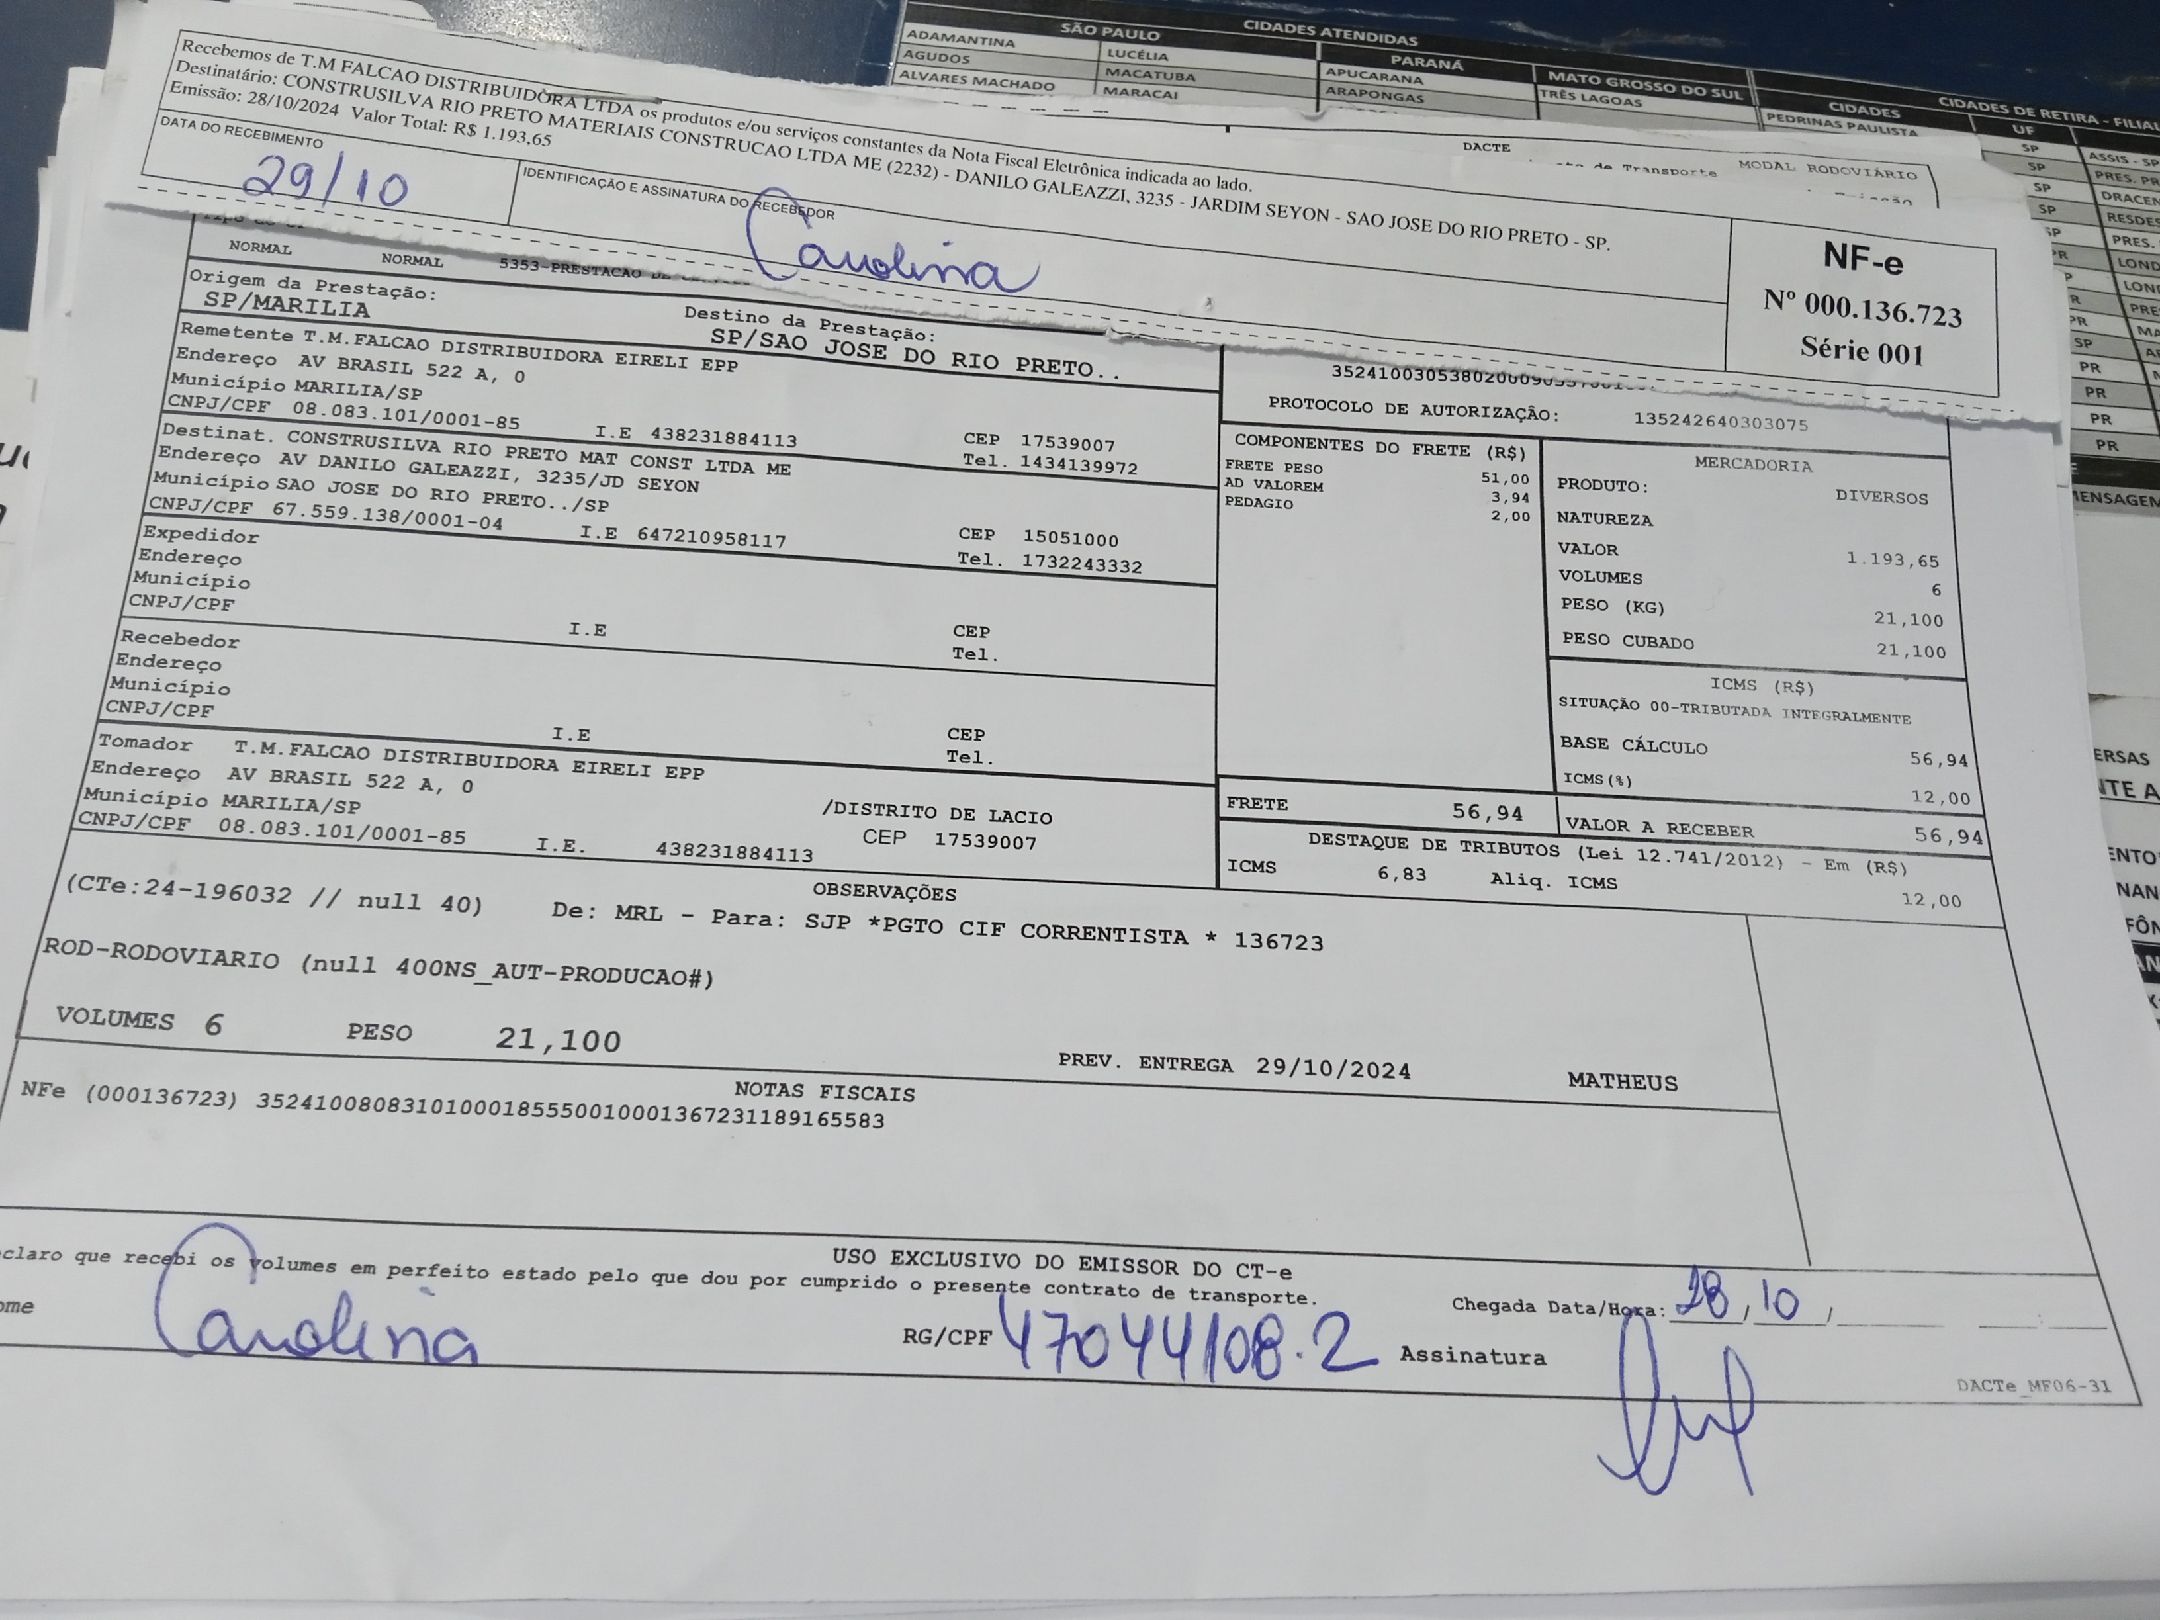 SÃO PAULO
CIDADES ATENDIDAS
ADAMANTINA LUCÉLIA PARANÁ MATO GROSSO DO SUL CIDADES DE RETIRA - FILIAL
AGUDOS MACATUBA APUCARANA TRÊS LAGOAS CIDADES UF
ALVARES MACHADO MARACAI ARAPONGAS PEDRINAS PAULISTA SP ASSIS - SP
Recebemos de T.M FALCAO DISTRIBUIDORA LTDA os produtos e/ou serviços constantes da Nota Fiscal Eletrônica indicada ao lado.
Destinatário: CONSTRUSILVA RIO PRETO MATERIAIS CONSTRUCAO LTDA ME (2232) - DANILO GALEAZZI, 3235 - JARDIM SEYON - SAO JOSE DO RIO PRETO - SP.
Emissão: 28/10/2024 Valor Total: R$ 1.193,65
DATA DO RECEBIMENTO
29/10
IDENTIFICAÇÃO E ASSINATURA DO RECEBEDOR
Carolina
NF-e
Nº 000.136.723
Série 001
DACTE
de Transporte MODAL RODOVIÁRIO
NORMAL NORMAL 5353-PRESTACAO DE
Origem da Prestação: Destino da Prestação:
SP/MARILIA SP/SAO JOSE DO RIO PRETO..
Remetente T.M.FALCAO DISTRIBUIDORA EIRELI EPP
Endereço AV BRASIL 522 A, 0
Município MARILIA/SP CEP 17539007
CNPJ/CPF 08.083.101/0001-85 I.E 438231884113 Tel. 1434139972
Destinat. CONSTRUSILVA RIO PRETO MAT CONST LTDA ME
Endereço AV DANILO GALEAZZI, 3235/JD SEYON
Município SAO JOSE DO RIO PRETO../SP CEP 15051000
CNPJ/CPF 67.559.138/0001-04 I.E 647210958117 Tel. 1732243332
Expedidor
Endereço
Município CEP
CNPJ/CPF I.E Tel.
Recebedor
Endereço
Município CEP
CNPJ/CPF I.E Tel.
Tomador T.M.FALCAO DISTRIBUIDORA EIRELI EPP
Endereço AV BRASIL 522 A, 0 /DISTRITO DE LACIO
Município MARILIA/SP CEP 17539007
CNPJ/CPF 08.083.101/0001-85 I.E. 438231884113
PROTOCOLO DE AUTORIZAÇÃO: 135242640303075
COMPONENTES DO FRETE (R$)
FRETE PESO 51,00
AD VALOREM 3,94
PEDAGIO 2,00
MERCADORIA
PRODUTO: DIVERSOS
NATUREZA
VALOR 1.193,65
VOLUMES 6
PESO (KG) 21,100
PESO CUBADO 21,100
ICMS (R$)
SITUAÇÃO 00-TRIBUTADA INTEGRALMENTE
BASE CÁLCULO 56,94
ICMS(%) 12,00
FRETE 56,94 VALOR A RECEBER 56,94
DESTAQUE DE TRIBUTOS (Lei 12.741/2012) - Em (R$)
ICMS 6,83 Aliq. ICMS 12,00
OBSERVAÇÕES
(CTe:24-196032 // null 40) De: MRL - Para: SJP *PGTO CIF CORRENTISTA * 136723
ROD-RODOVIARIO (null 400NS_AUT-PRODUCAO#)
VOLUMES 6 PESO 21,100 PREV. ENTREGA 29/10/2024 MATHEUS
NOTAS FISCAIS
NFe (000136723) 35241008083101000185550010001367231189165583
USO EXCLUSIVO DO EMISSOR DO CT-e
claro que recebi os volumes em perfeito estado pelo que dou por cumprido o presente contrato de transporte.
Chegada Data/Hora: 28/10/
ome Carolina RG/CPF 47044108.2 Assinatura
DACTe_MF06-31